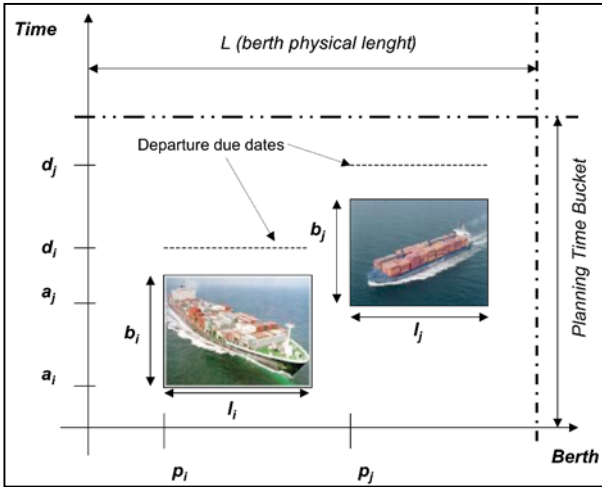 Time
L (berth physical lenght)
Departure due dates
d_j
b_j
d_i
a_j
b_i
l_j
a_i
l_i
Planning Time Bucket
p_i
p_j
Berth